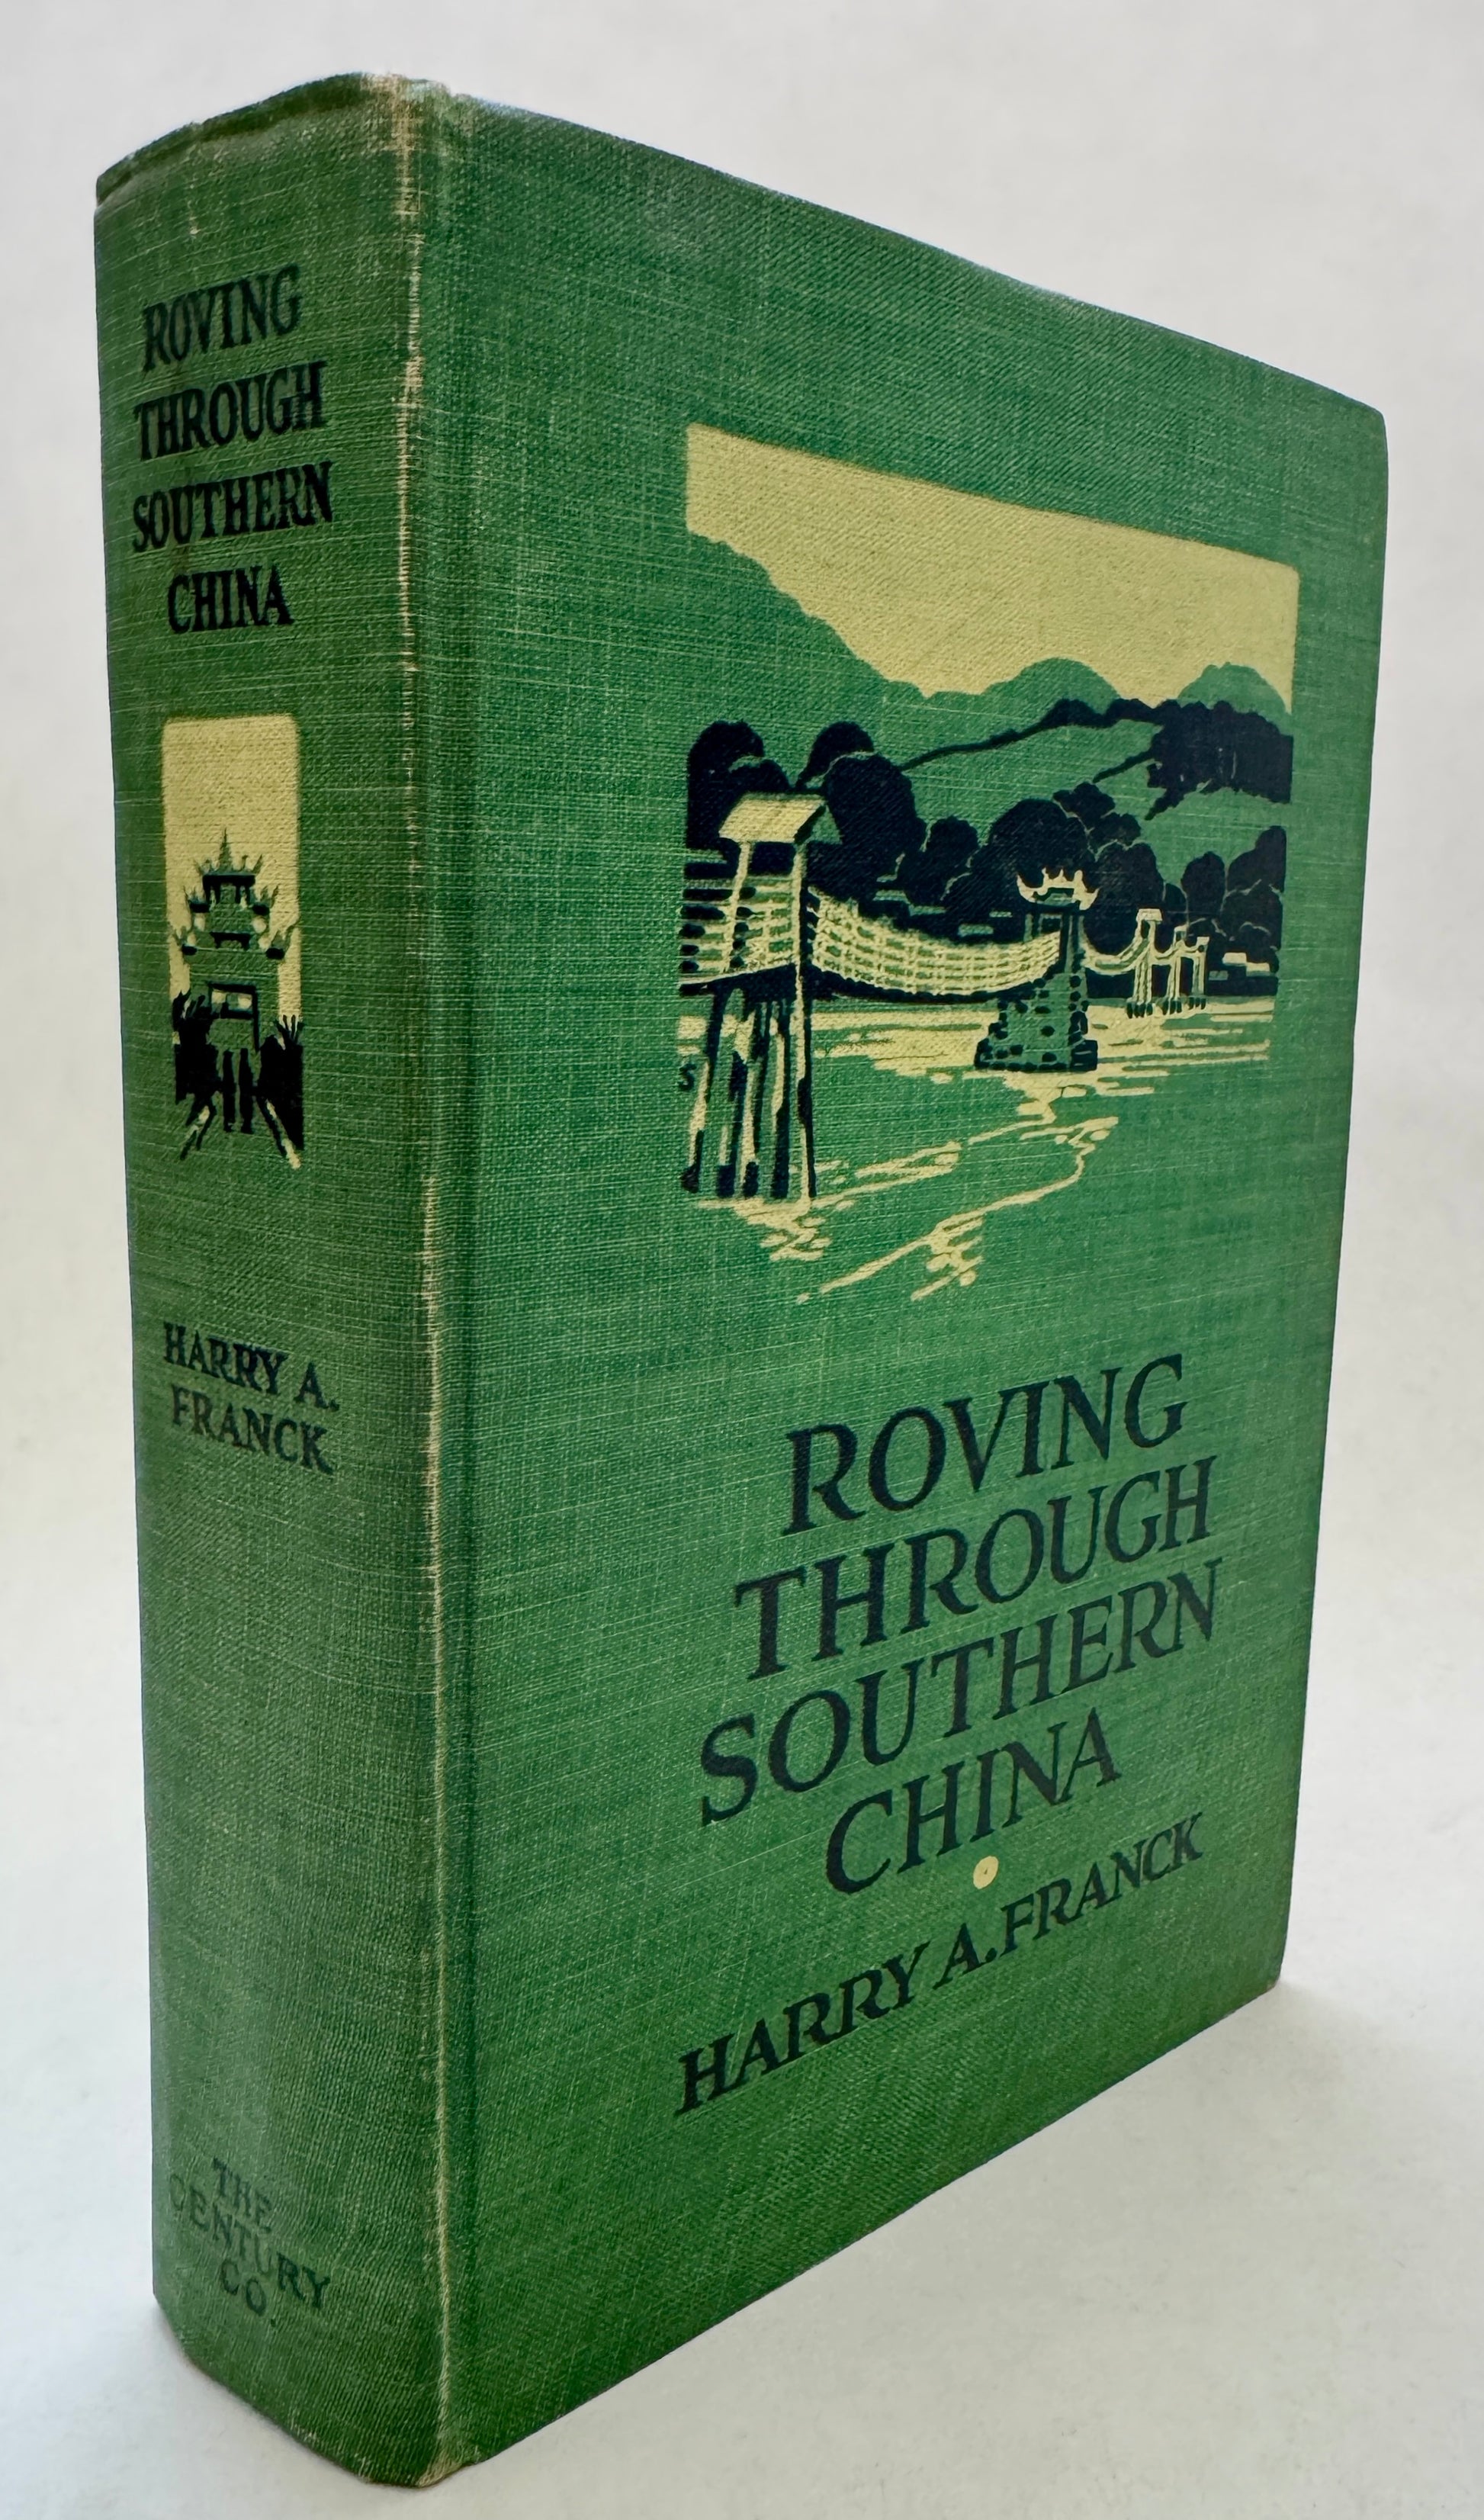 ROVING
THROUGH
SOUTHERN
CHINA
HARRY A.
FRANCK
THE
CENTURY
CO.
S
ROVING
THROUGH
SOUTHERN
CHINA
HARRY A. FRANCK